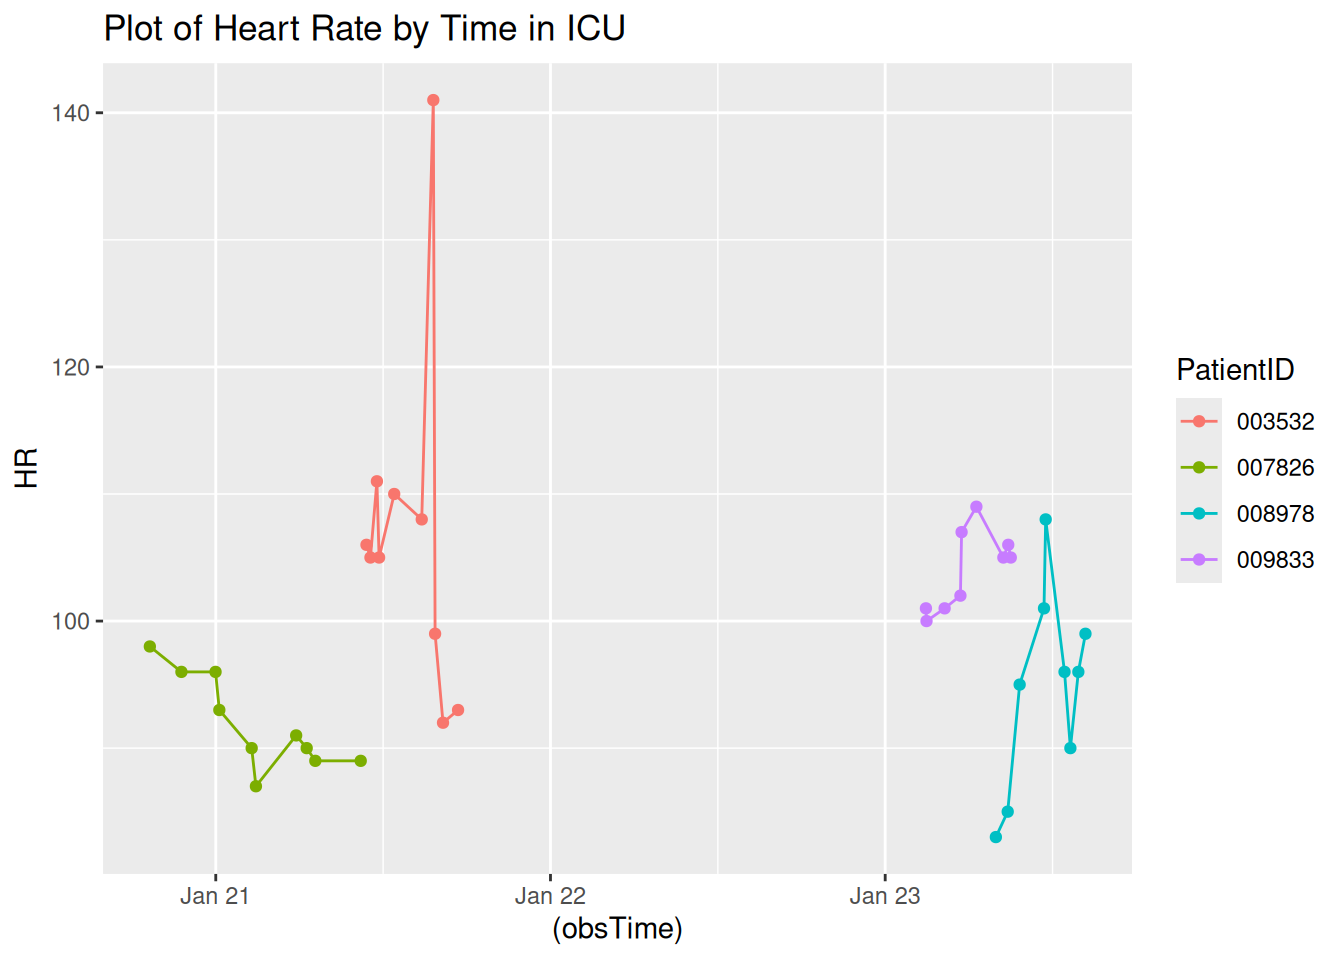 Plot of Heart Rate by Time in ICU
140
120
100
HR
Jan 21
Jan 22
Jan 23
(obsTime)
PatientID
003532
007826
008978
009833